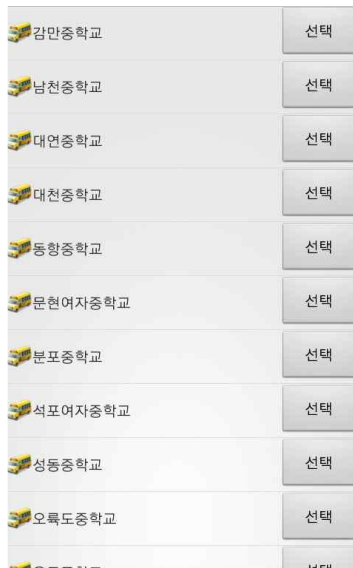 감만중학교 선택
남천중학교 선택
대연중학교 선택
대천중학교 선택
동항중학교 선택
문현여자중학교 선택
분포중학교 선택
석포여자중학교 선택
성동중학교 선택
오륙도중학교 선택